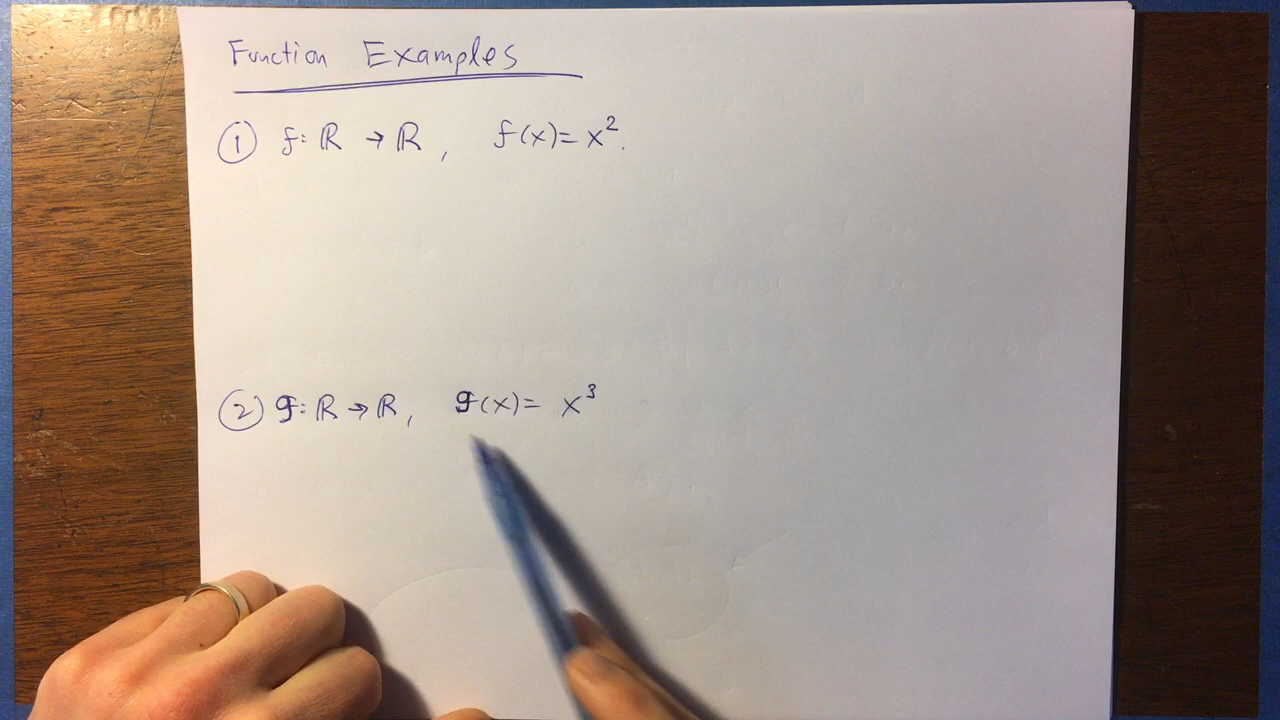 Function Examples
① f: ℝ → ℝ, f(x) = x².
② g: ℝ → ℝ, g(x) = x³